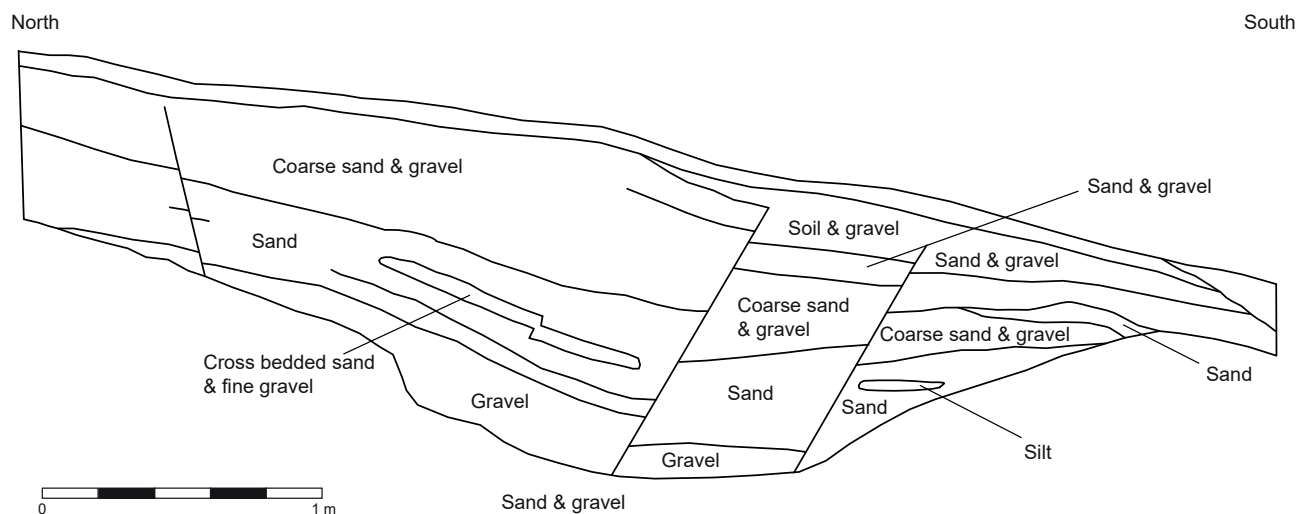 North
South
Coarse sand & gravel
Sand & gravel
Soil & gravel
Sand
Sand & gravel
Coarse sand
& gravel
Coarse sand & gravel
Cross bedded sand
& fine gravel
Sand
Gravel
Sand
Sand
Silt
Gravel
Sand & gravel
0
1 m